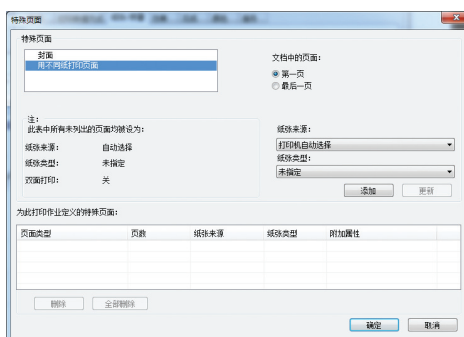 特殊页面
特殊页面
封面
用不同纸打印页面
文档中的页面:
第一页
最后一页
注:
此表中所有未列出的页面均被设为:
纸张来源: 自动选择
纸张类型: 未指定
双面打印: 关
纸张来源:
打印机自动选择
纸张类型:
未指定
添加 更新
为此打印作业定义的特殊页面:
页面类型 页数 纸张来源 纸张类型 附加属性
删除 全部删除
确定 取消